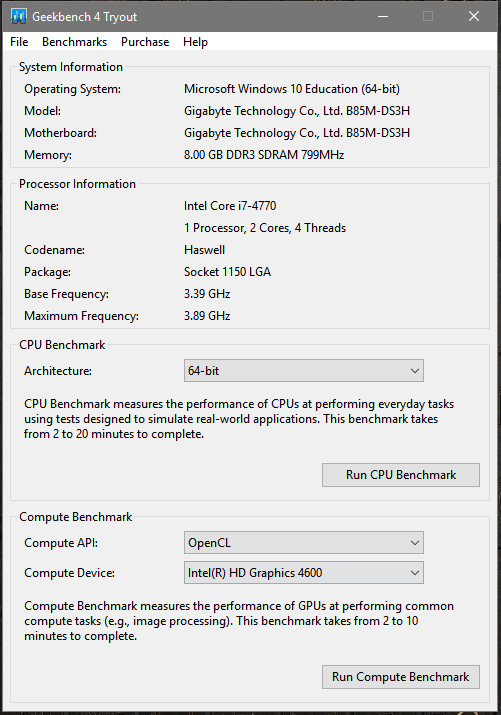 Geekbench 4 Tryout
File Benchmarks Purchase Help
System Information
Operating System: Microsoft Windows 10 Education (64-bit)
Model: Gigabyte Technology Co., Ltd. B85M-DS3H
Motherboard: Gigabyte Technology Co., Ltd. B85M-DS3H
Memory: 8.00 GB DDR3 SDRAM 799MHz
Processor Information
Name: Intel Core i7-4770
1 Processor, 2 Cores, 4 Threads
Codename: Haswell
Package: Socket 1150 LGA
Base Frequency: 3.39 GHz
Maximum Frequency: 3.89 GHz
CPU Benchmark
Architecture: 64-bit
CPU Benchmark measures the performance of CPUs at performing everyday tasks
using tests designed to simulate real-world applications. This benchmark takes
from 2 to 20 minutes to complete.
Run CPU Benchmark
Compute Benchmark
Compute API: OpenCL
Compute Device: Intel(R) HD Graphics 4600
Compute Benchmark measures the performance of GPUs at performing common
compute tasks (e.g., image processing). This benchmark takes from 2 to 10
minutes to complete.
Run Compute Benchmark